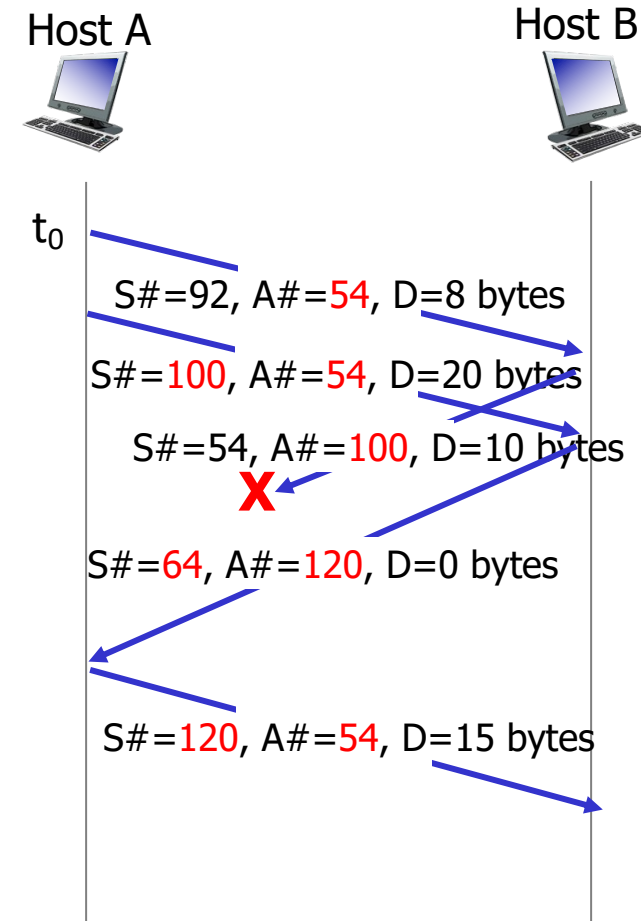 Host A
Host B
t₀
S#=92, A#=54, D=8 bytes
S#=100, A#=54, D=20 bytes
S#=54, A#=100, D=10 bytes
X
S#=64, A#=120, D=0 bytes
S#=120, A#=54, D=15 bytes